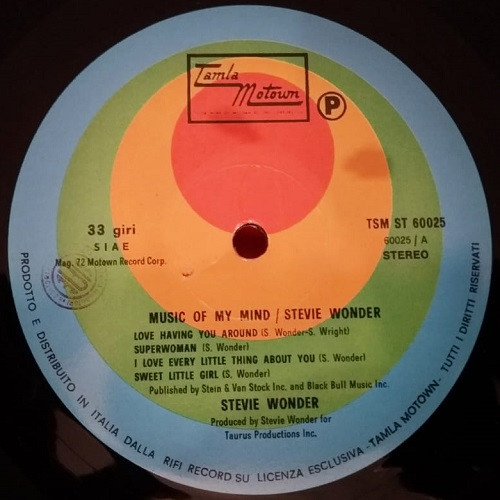 Tamla
Motown
P
33 giri
SIAE
Mag. 72 Motown Record Corp.
TSM ST 60025
60025 / A
STEREO
MUSIC OF MY MIND / STEVIE WONDER
LOVE HAVING YOU AROUND (S. Wonder-S. Wright)
SUPERWOMAN (S. Wonder)
I LOVE EVERY LITTLE THING ABOUT YOU (S. Wonder)
SWEET LITTLE GIRL (S. Wonder)
Published by Stein & Van Stock Inc. and Black Bull Music Inc.
STEVIE WONDER
Produced by Stevie Wonder for
Taurus Productions Inc.
PRODOTTO E DISTRIBUITO IN ITALIA DALLA RIFI RECORD SU LICENZA ESCLUSIVA - TAMLA MOTOWN - TUTTI I DIRITTI RISERVATI